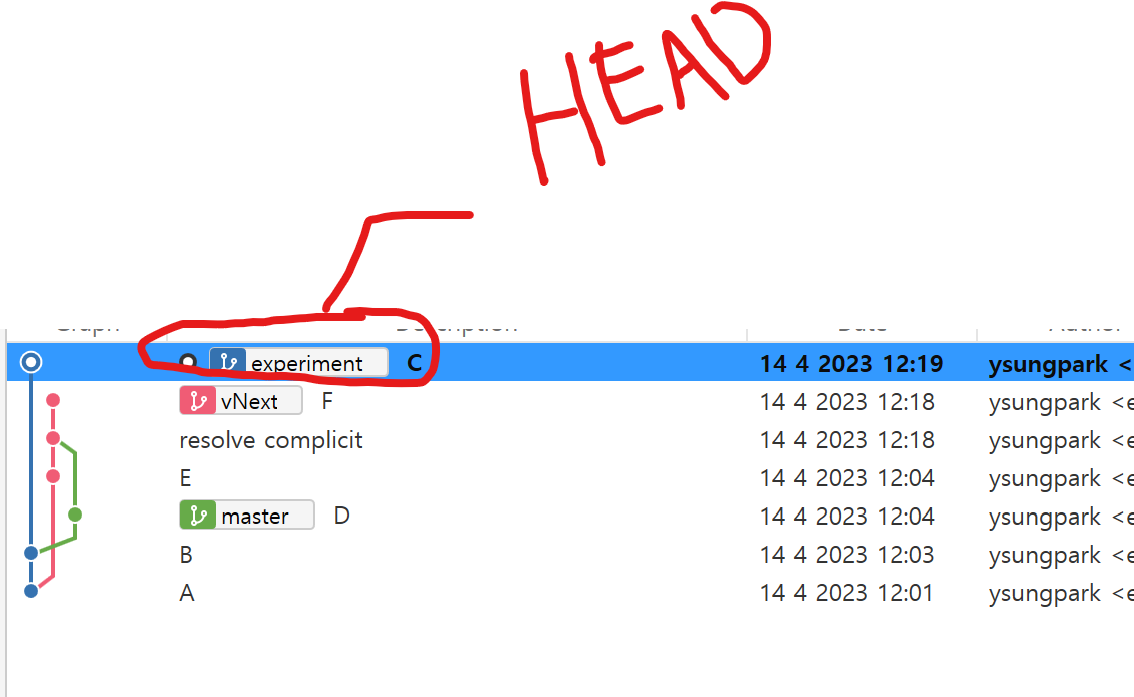 HEAD
Graph Description Date Author
experiment C 14 4 2023 12:19 ysungpark <
vNext F 14 4 2023 12:18 ysungpark <e
resolve complicit 14 4 2023 12:18 ysungpark <e
E 14 4 2023 12:04 ysungpark <e
master D 14 4 2023 12:04 ysungpark <e
B 14 4 2023 12:03 ysungpark <e
A 14 4 2023 12:01 ysungpark <e